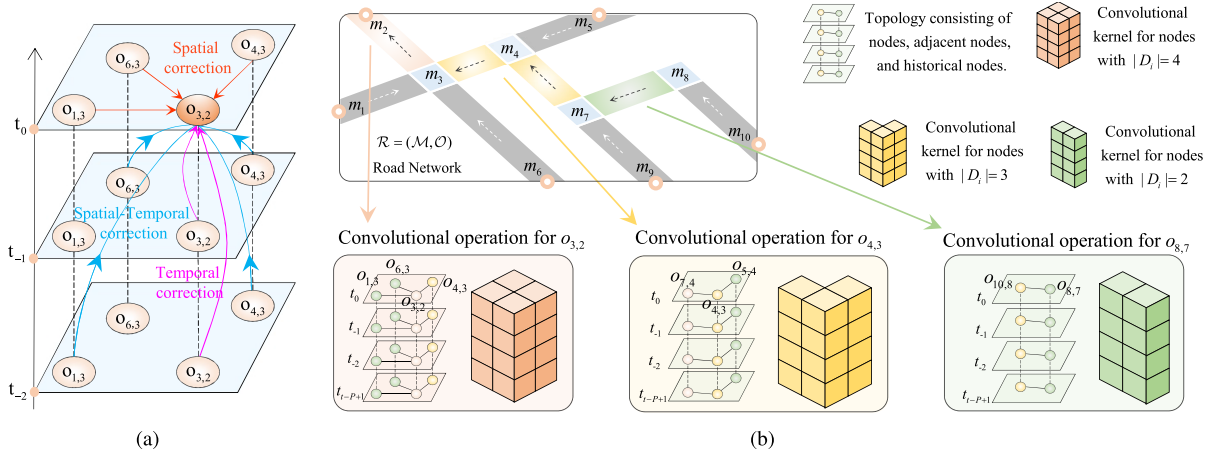 O6,3
O4,3
Spatial
correction
O1,3
O3,2
t0
O6,3
O4,3
Spatial-Temporal
correction
O1,3
O3,2
t-1
Temporal
correction
O6,3
O4,3
O1,3
O3,2
t-2
(a)
m2
m5
m4
m3
m8
m1
m7
m10
R = (M, O)
Road Network
m6
m9
Topology consisting of
nodes, adjacent nodes,
and historical nodes.
Convolutional
kernel for nodes
with |Di|=4
Convolutional
kernel for nodes
with |Di|=3
Convolutional
kernel for nodes
with |Di|=2
Convolutional operation for o3,2
O6,3
O1,3
O4,3
t0
O3,2
t-1
t-2
tt-P+1
Convolutional operation for o4,3
O7,4
O5,4
t0
O4,3
t-1
t-2
tt-P+1
Convolutional operation for o8,7
O10,8
O8,7
t0
t-1
t-2
tt-P+1
(b)